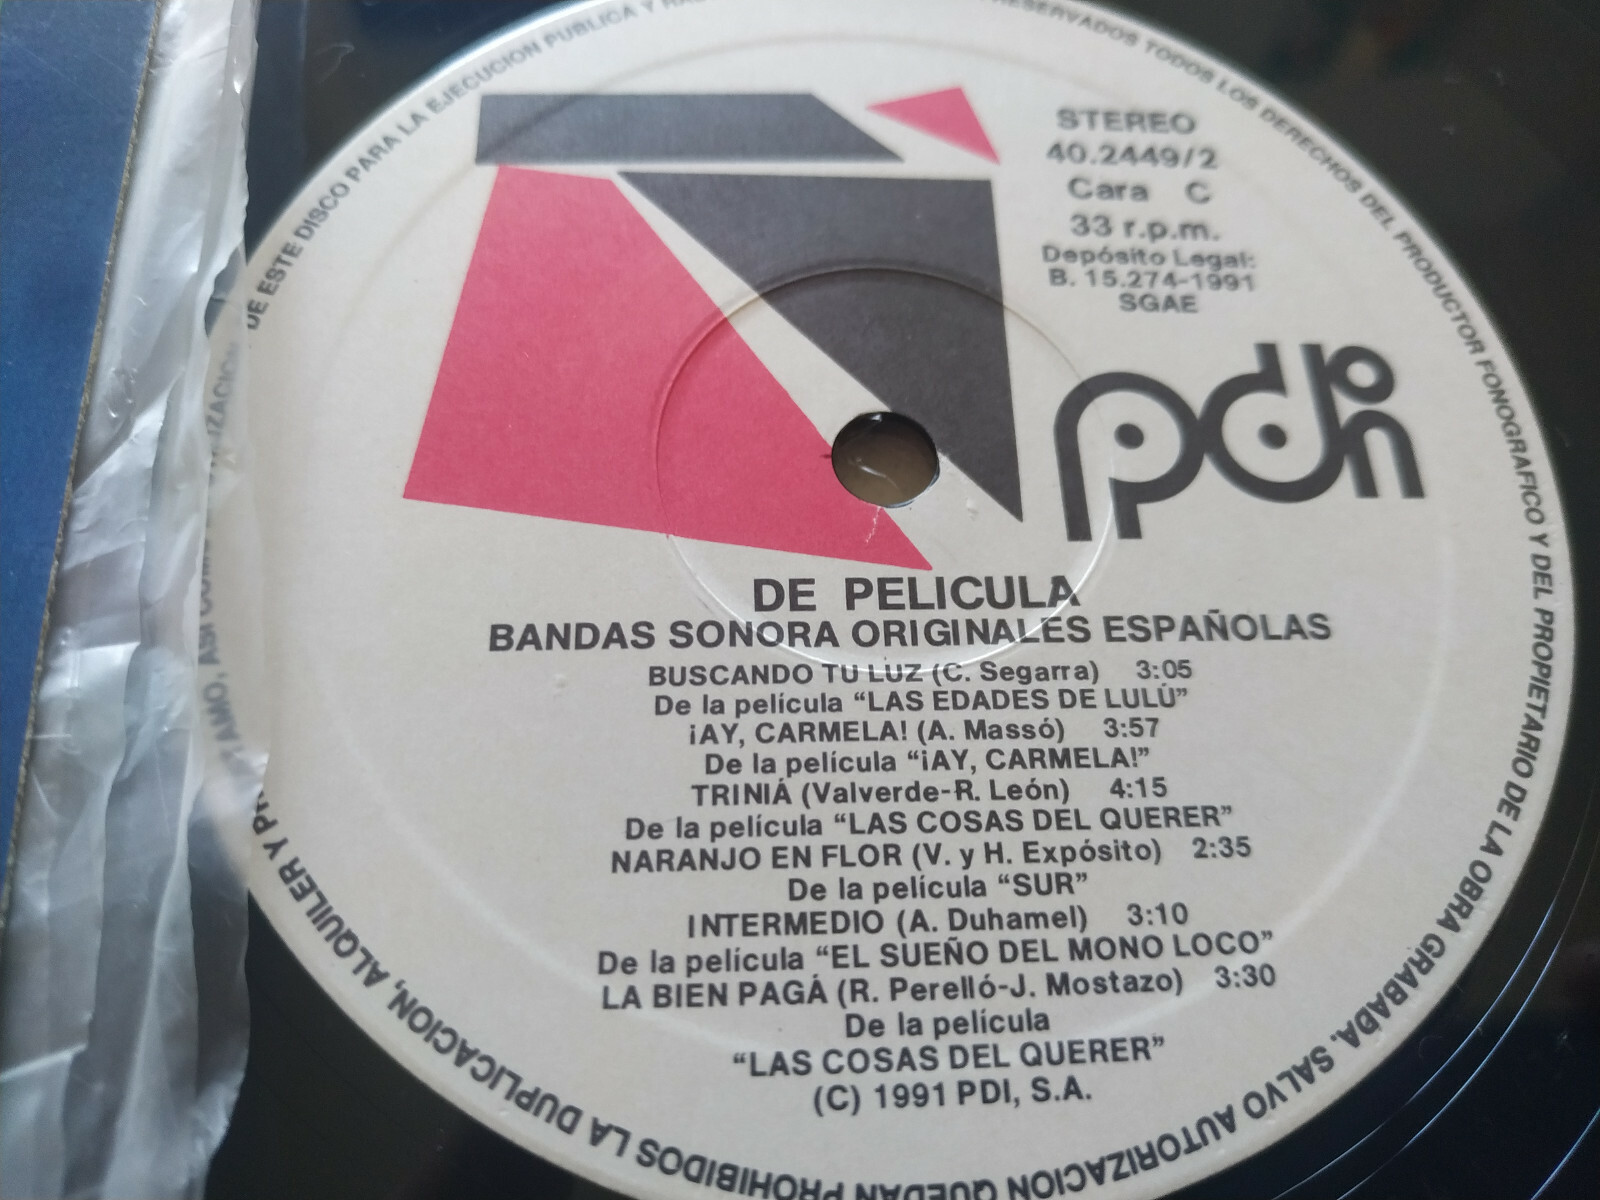 STEREO
40.2449/2
Cara C
33 r.p.m.
Depósito Legal:
B. 15.274-1991
SGAE
pdi
DE PELICULA
BANDAS SONORA ORIGINALES ESPAÑOLAS
BUSCANDO TU LUZ (C. Segarra) 3:05
De la película “LAS EDADES DE LULÚ”
¡AY, CARMELA! (A. Massó) 3:57
De la película “¡AY, CARMELA!”
TRINIÁ (Valverde-R. León) 4:15
De la película “LAS COSAS DEL QUERER”
NARANJO EN FLOR (V. y H. Expósito) 2:35
De la película “SUR”
INTERMEDIO (A. Duhamel) 3:10
De la película “EL SUEÑO DEL MONO LOCO”
LA BIEN PAGÁ (R. Perelló-J. Mostazo) 3:30
De la película
“LAS COSAS DEL QUERER”
(C) 1991 PDI, S.A.
RESERVADOS TODOS LOS DERECHOS DEL PRODUCTOR FONOGRAFICO Y DEL PROPIETARIO DE LA OBRA GRABADA. SALVO AUTORIZACION QUEDAN PROHIBIDOS LA DUPLICACION, ALQUILER Y
DE ESTE DISCO PARA LA EJECUCION PUBLICA Y